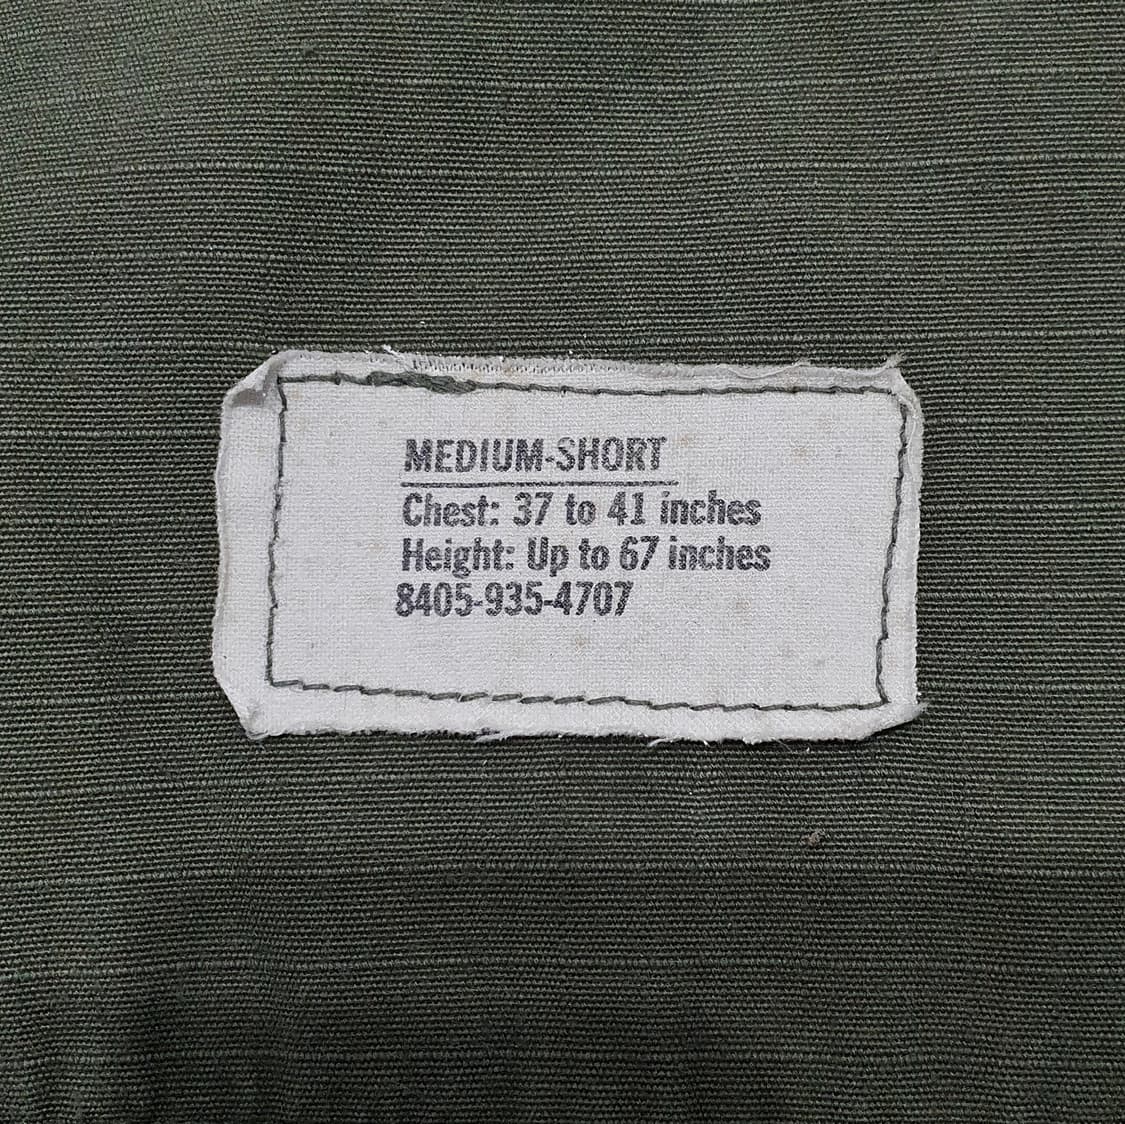 MEDIUM-SHORT
Chest: 37 to 41 inches
Height: Up to 67 inches
8405-935-4707